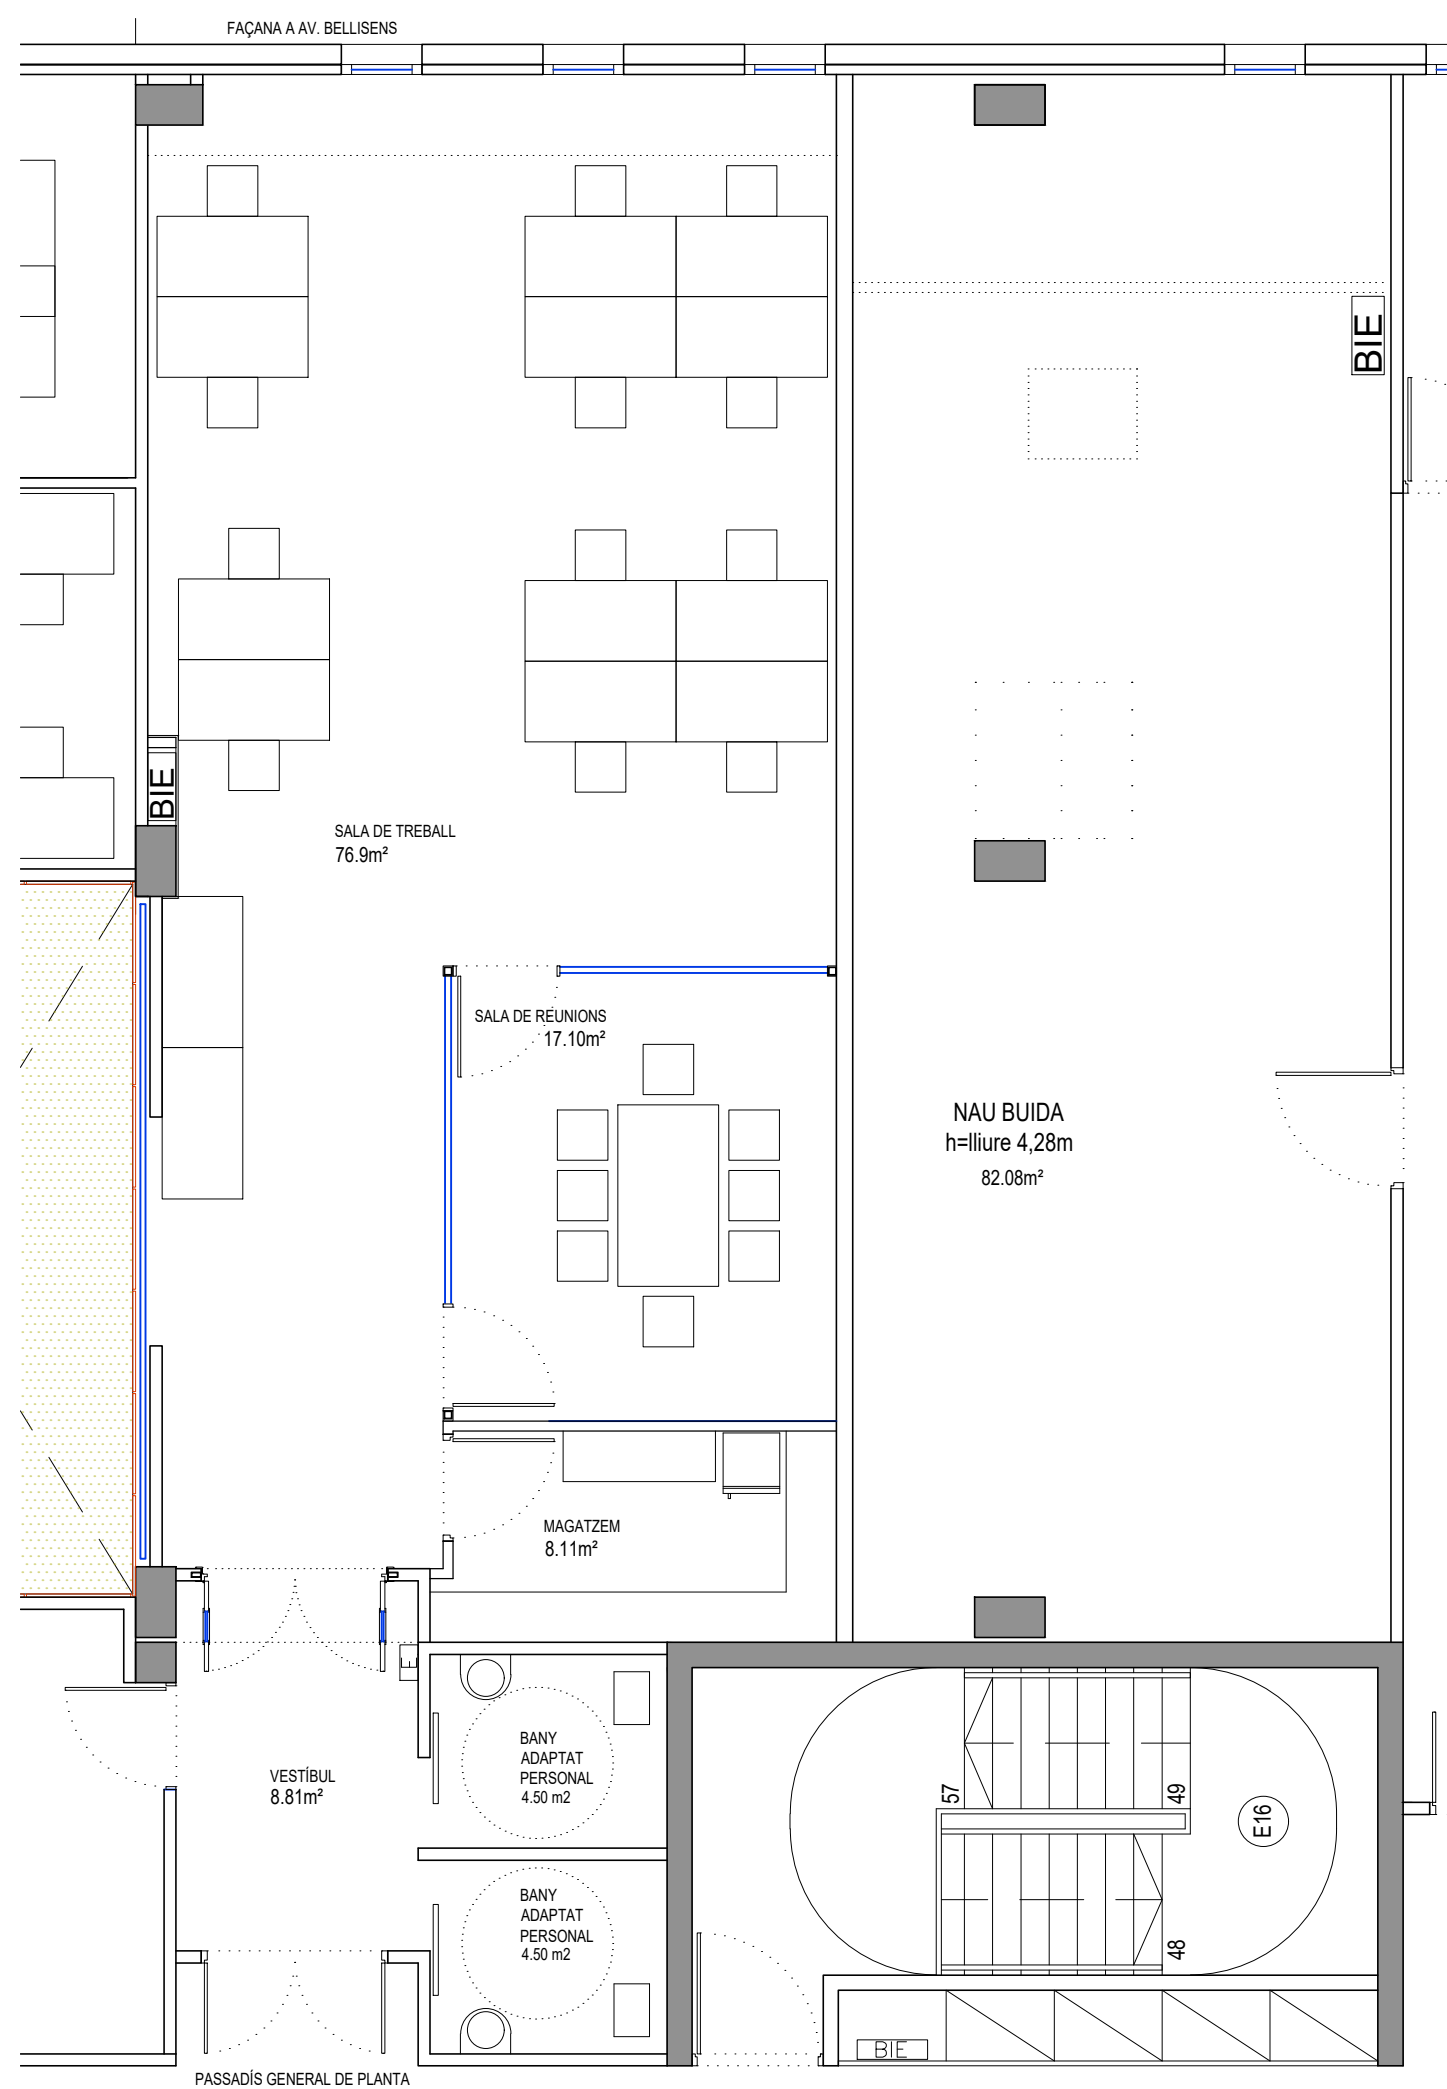 FAÇANA A AV. BELLISENS
BIE
BIE
SALA DE TREBALL
76.9m²
SALA DE REUNIONS
17.10m²
NAU BUIDA
h=lliure 4,28m
82.08m²
MAGATZEM
8.11m²
BANY
ADAPTAT
PERSONAL
4.50 m2
VESTÍBUL
8.81m²
57
49
E16
BANY
ADAPTAT
PERSONAL
4.50 m2
48
BIE
PASSADÍS GENERAL DE PLANTA